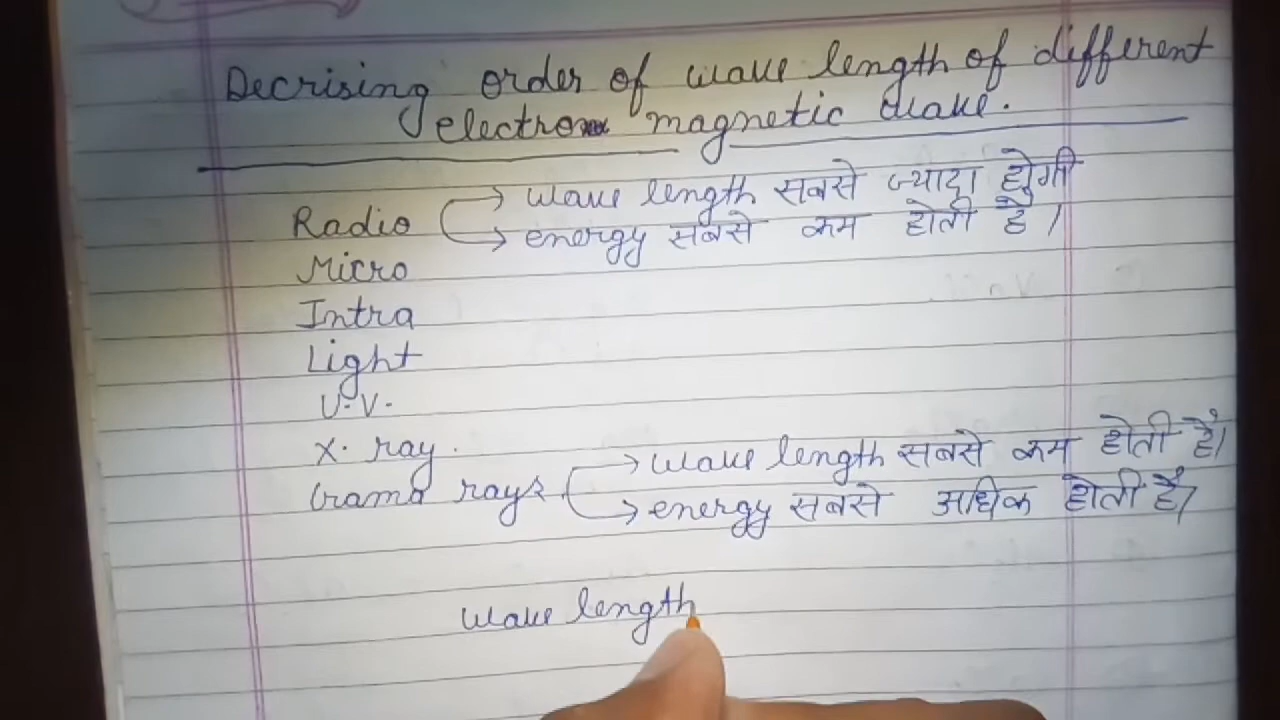 Decrising order of wave length of different
electro magnetic wave.
Radio → wave length सबसे ज्यादा होगी
→ energy सबसे कम होती है।
Micro
Intra
Light
U.V.
X. ray.
Gama rays → wave length सबसे कम होती है।
→ energy सबसे अधिक होती है।
wave length